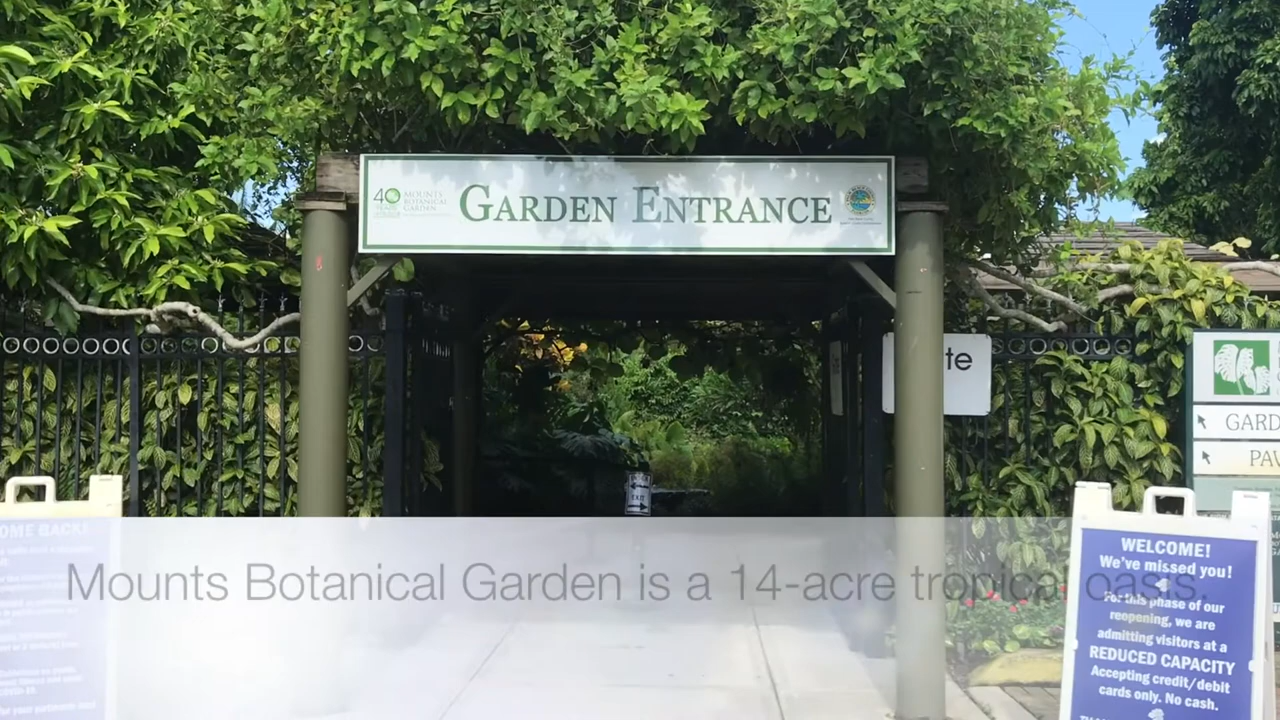 40
YEARS
MOUNTS
BOTANICAL
GARDEN
GARDEN ENTRANCE
te
GARD
PAV
EXIT
OME BACK!
Mounts Botanical Garden is a 14-acre tropical oasis.
WELCOME!
We've missed you!
For this phase of our
reopening, we are
admitting visitors at a
REDUCED CAPACITY
Accepting credit/debit
cards only. No cash.